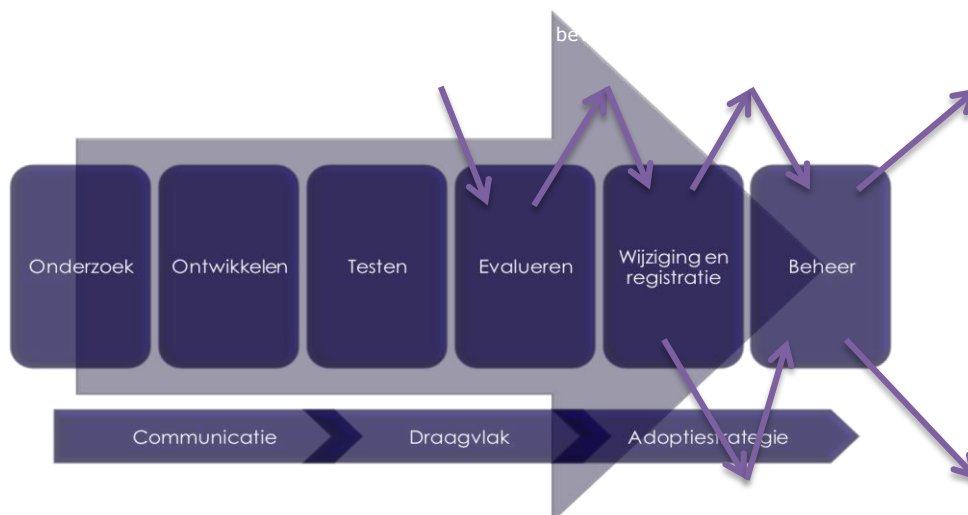 Onderzoek
Ontwikkelen
Testen
Evalueren
Wijziging en
registratie
Beheer
Communicatie
Draagvlak
Adoptiestrategie